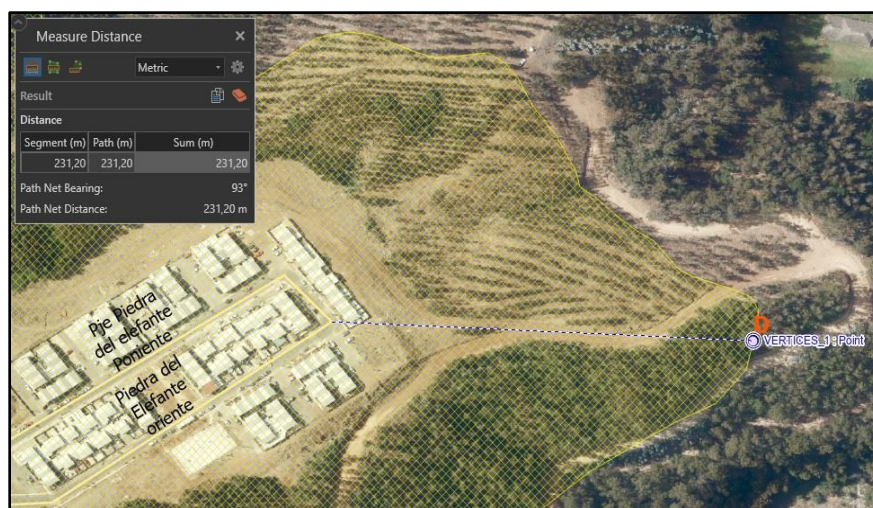 Measure Distance
Metric
Result
Distance
Segment (m) Path (m) Sum (m)
231,20 231,20 231,20
Path Net Bearing: 93°
Path Net Distance: 231,20 m
Pje Piedra
del elefante
Poniente
Piedra del
Elefante
oriente
D
VERTICES_1 : Point